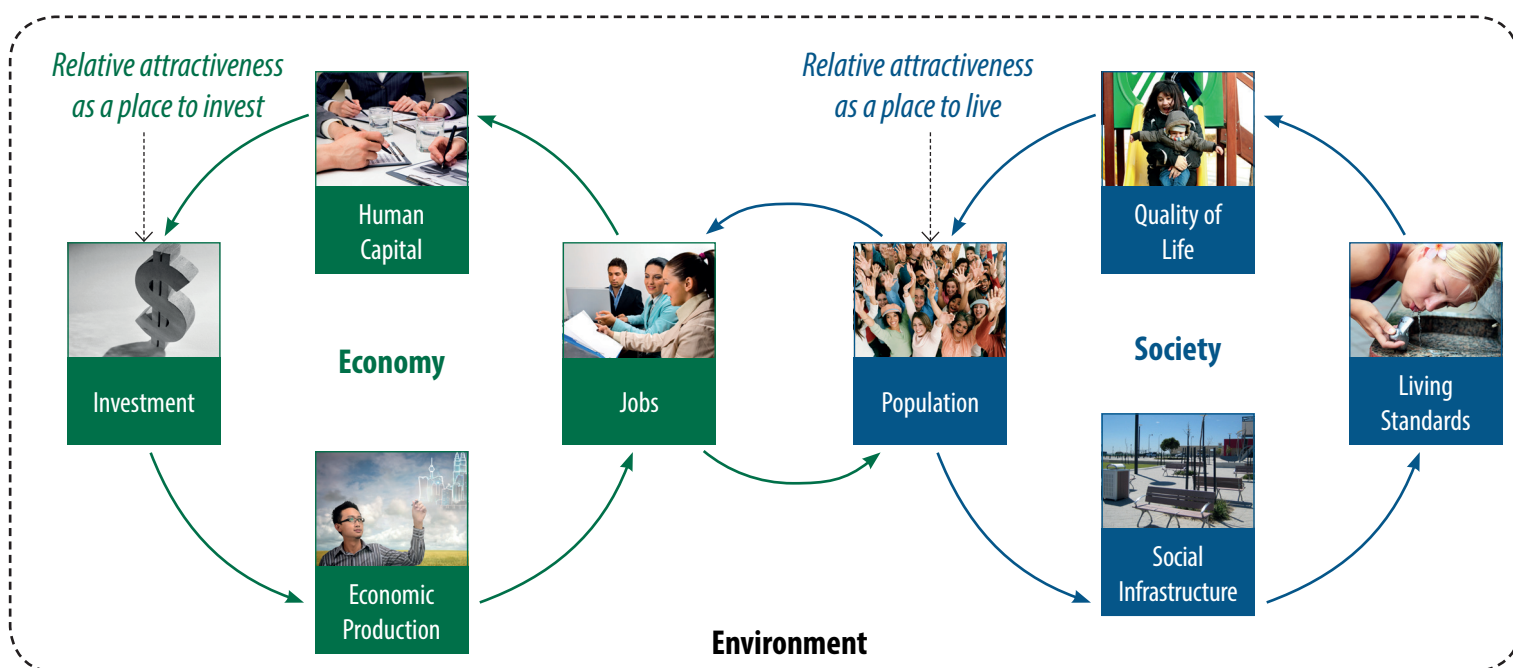 Relative attractiveness
as a place to invest
Relative attractiveness
as a place to live
Human
Capital
Quality of
Life
Investment
Economy
Jobs
Population
Society
Living
Standards
Economic
Production
Social
Infrastructure
Environment